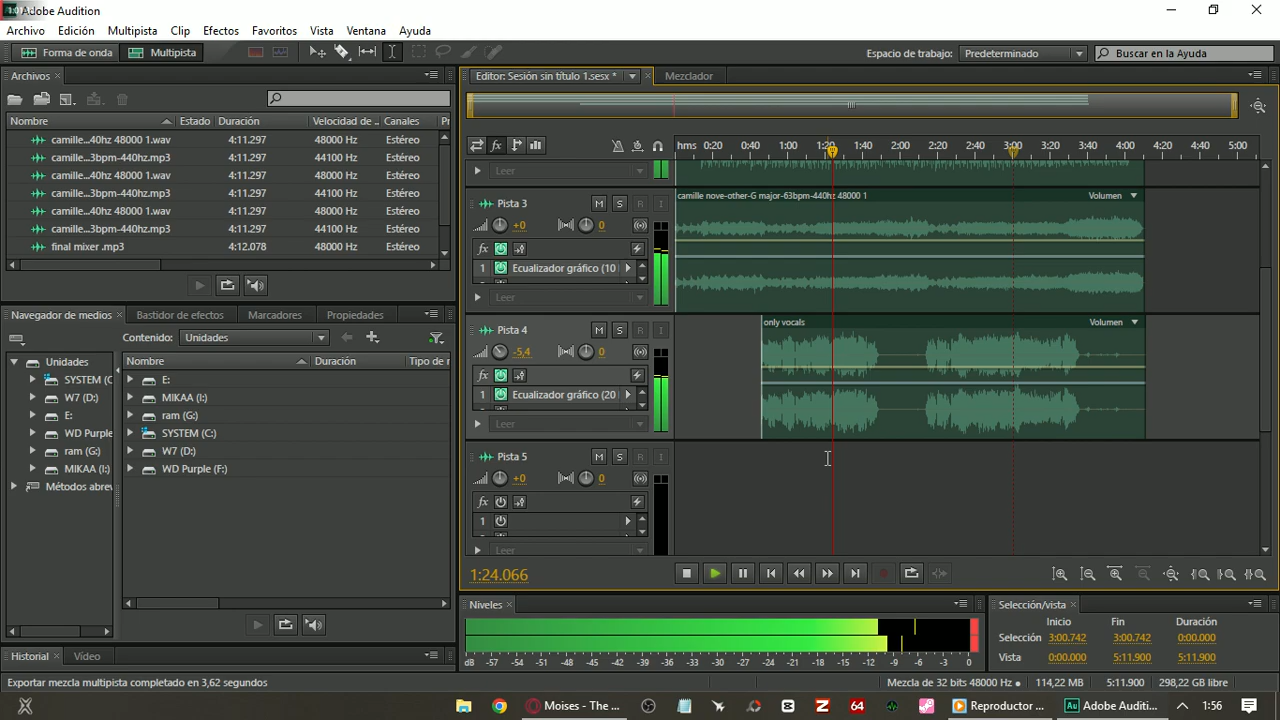 Adobe Audition
Archivo Edición Multipista Clip Efectos Favoritos Vista Ventana Ayuda
Forma de onda Multipista Espacio de trabajo: Predeterminado Buscar en la Ayuda
Archivos
Nombre Estado Duración Velocidad de .. Canales Pr
camille...40hz 48000 1.wav 4:11.297 48000 Hz Estéreo
camille...3bpm-440hz.mp3 4:11.297 44100 Hz Estéreo
camille...40hz 48000 1.wav 4:11.297 48000 Hz Estéreo
camille...3bpm-440hz.mp3 4:11.297 44100 Hz Estéreo
camille...40hz 48000 1.wav 4:11.297 48000 Hz Estéreo
camille...3bpm-440hz.mp3 4:11.297 44100 Hz Estéreo
final mixer .mp3 4:12.078 48000 Hz Estéreo
Navegador de medios Bastidor de efectos Marcadores Propiedades
Contenido: Unidades
Unidades
SYSTEM (C
W7 (D:)
E:
WD Purple
ram (G:)
MIKAA (I:)
Métodos abrev
Nombre Duración Tipo de r
E:
MIKAA (I:)
ram (G:)
SYSTEM (C:)
W7 (D:)
WD Purple (F:)
Historial Vídeo
Editor: Sesión sin título 1.sesx * Mezclador
fx
hms 0:20 0:40 1:00 1:20 1:40 2:00 2:20 2:40 3:00 3:20 3:40 4:00 4:20 4:40 5:00
Leer
Pista 3 M S R I
+0 0
fx
1 Ecualizador gráfico (10
Leer
camille nove-other-G major-63bpm-440hz 48000 1 Volumen
Pista 4 M S R I
-5,4 0
fx
1 Ecualizador gráfico (20
Leer
only vocals Volumen
Pista 5 M S R I
+0 0
fx
1
Leer
1:24.066
Niveles
dB -57 -54 -51 -48 -45 -42 -39 -36 -33 -30 -27 -24 -21 -18 -15 -12 -9 -6 -3 0
Selección/vista
Inicio Fin Duración
Selección 3:00.742 3:00.742 0:00.000
Vista 0:00.000 5:11.900 5:11.900
Exportar mezcla multipista completado en 3,62 segundos
Mezcla de 32 bits 48000 Hz 114,22 MB 5:11.900 298,22 GB libre
Moises - The ... Z 64 Reproductor ... Au Adobe Auditi... 1:56